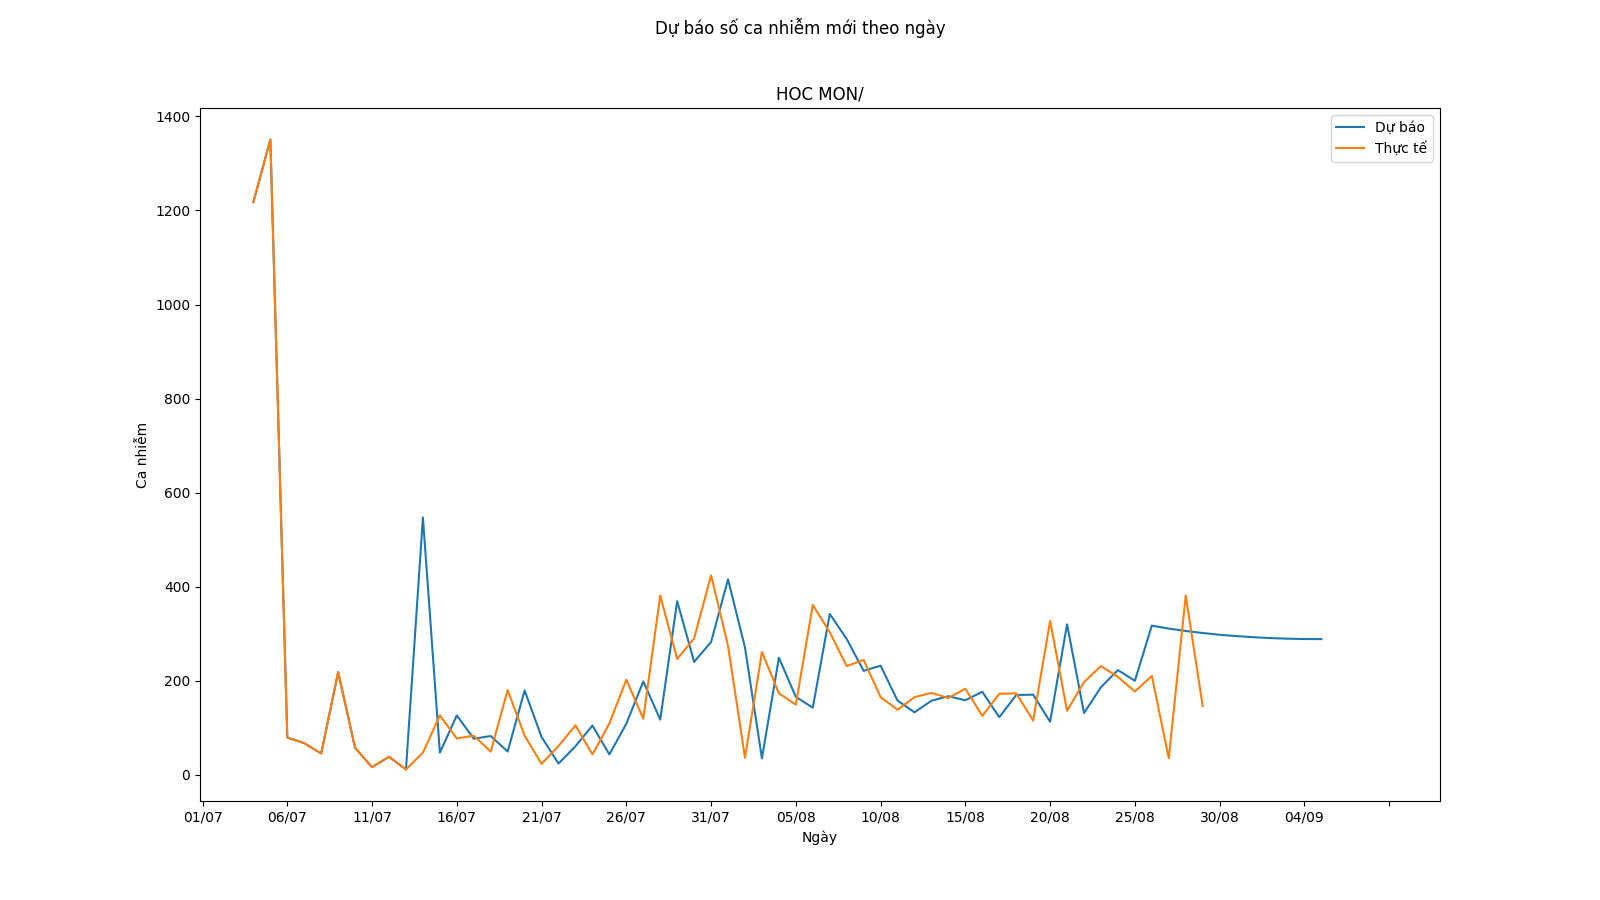 Dự báo số ca nhiễm mới theo ngày
HOC MON/
Dự báo
Thực tế
1400
1200
1000
800
600
400
200
0
Ca nhiễm
01/07 06/07 11/07 16/07 21/07 26/07 31/07 05/08 10/08 15/08 20/08 25/08 30/08 04/09
Ngày